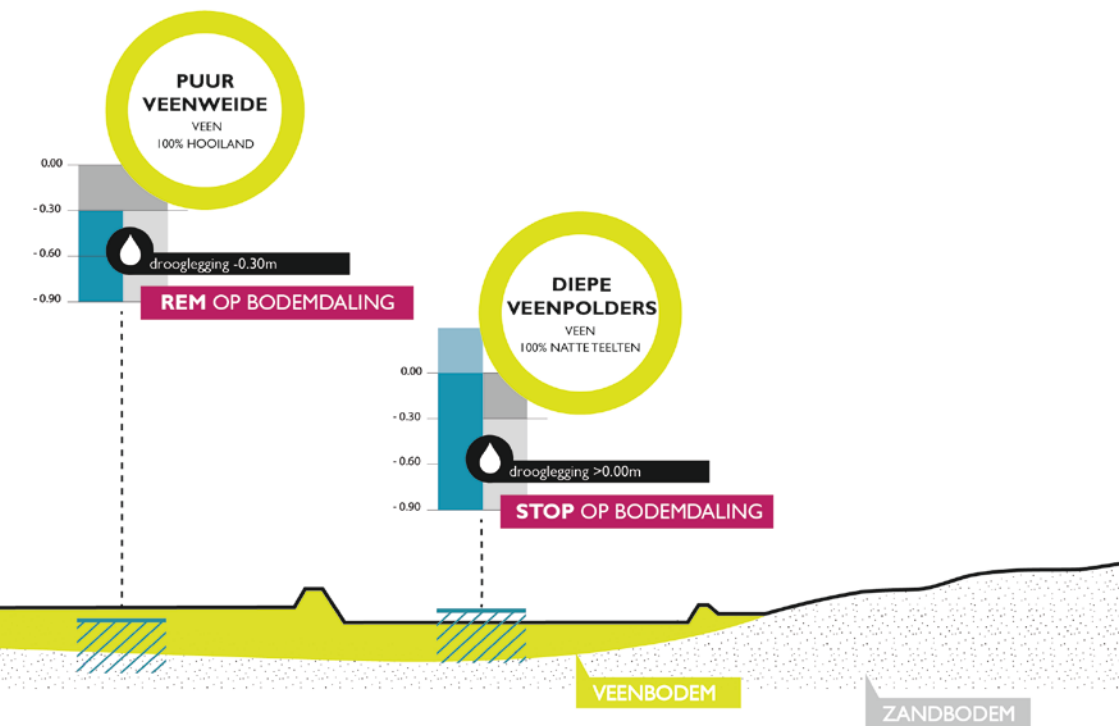 PUUR
VEENWEIDE
VEEN
100% HOOILAND
0.00
- 0.30
- 0.60
- 0.90
drooglegging -0.30m
REM OP BODEMDALING
DIEPE
VEENPOLDERS
VEEN
100% NATTE TEELTEN
0.00
- 0.30
- 0.60
- 0.90
drooglegging >0.00m
STOP OP BODEMDALING
VEENBODEM
ZANDBODEM